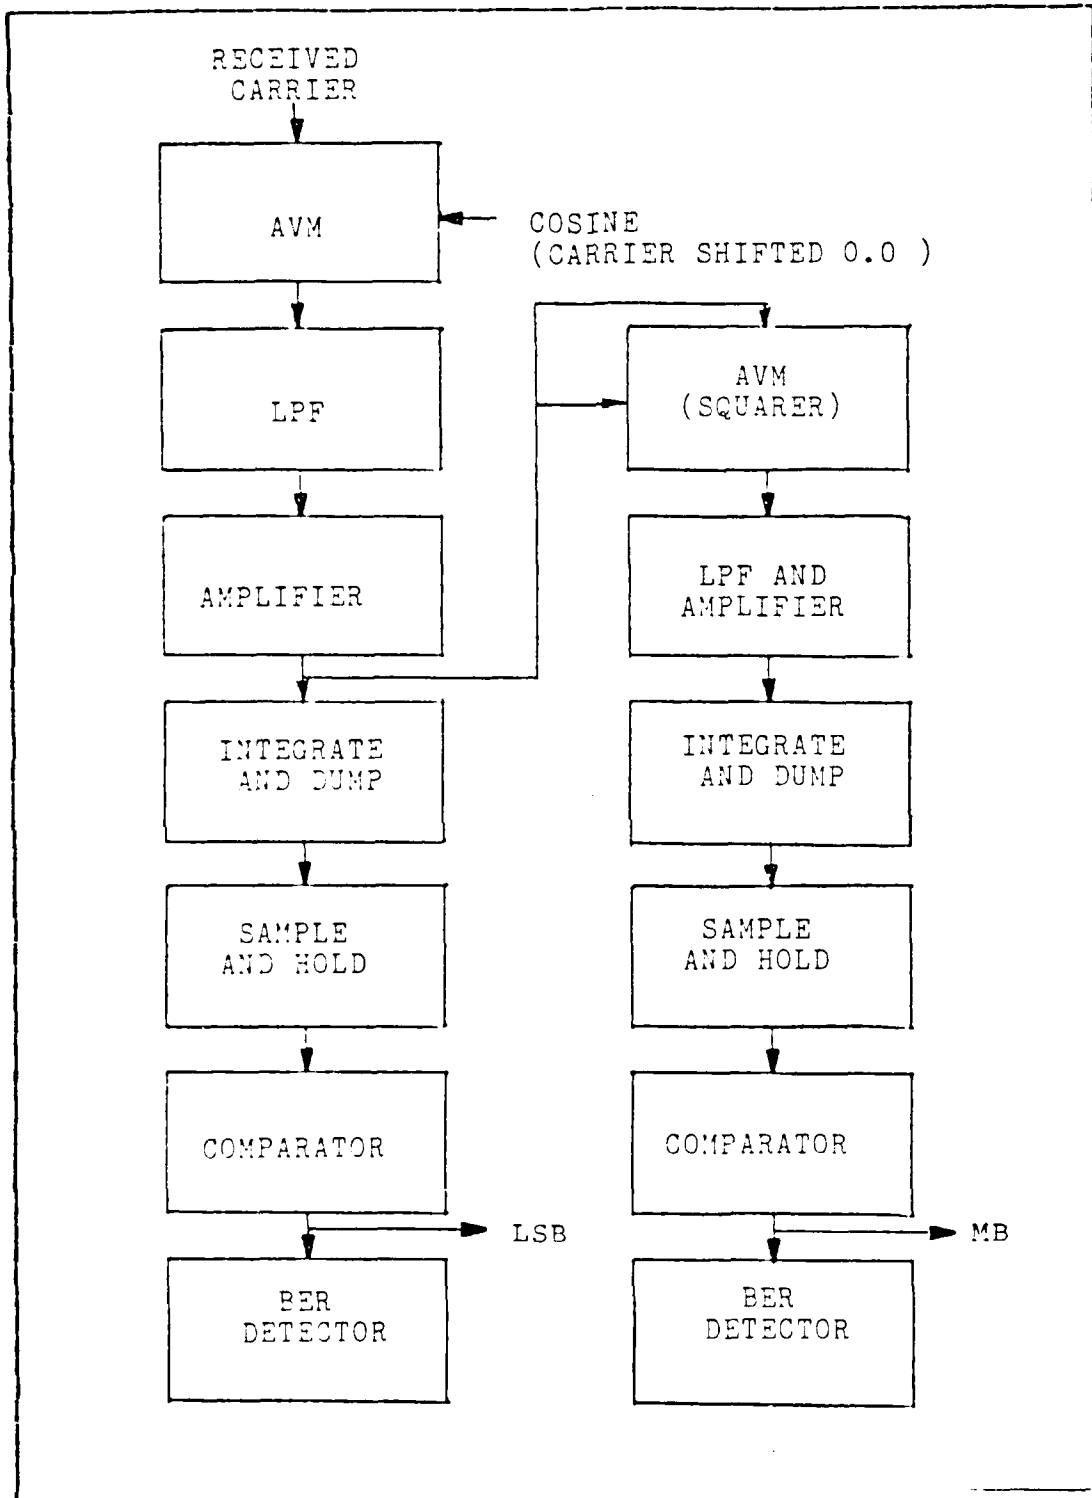 RECEIVED
CARRIER
AVM
COSINE
(CARRIER SHIFTED 0.0 )
LPF
AMPLIFIER
INTEGRATE
AND DUMP
SAMPLE
AND HOLD
COMPARATOR
LSB
BER
DETECTOR
AVM
(SQUARER)
LPF AND
AMPLIFIER
INTEGRATE
AND DUMP
SAMPLE
AND HOLD
COMPARATOR
MB
BER
DETECTOR